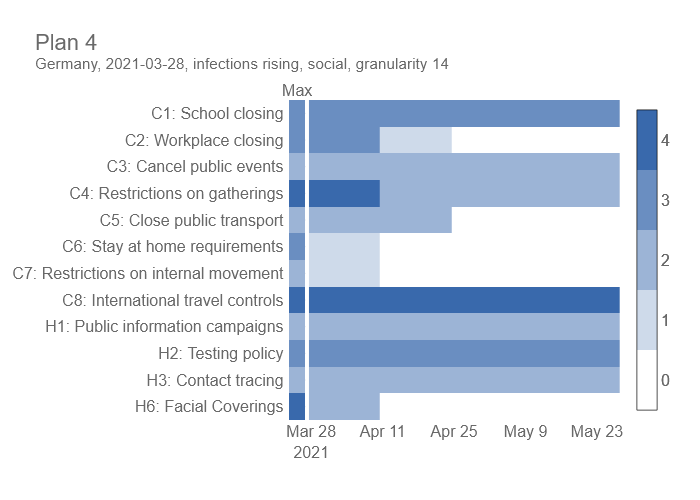 Plan 4
Germany, 2021-03-28, infections rising, social, granularity 14
Max
C1: School closing
C2: Workplace closing
C3: Cancel public events
C4: Restrictions on gatherings
C5: Close public transport
C6: Stay at home requirements
C7: Restrictions on internal movement
C8: International travel controls
H1: Public information campaigns
H2: Testing policy
H3: Contact tracing
H6: Facial Coverings
4
3
2
1
0
Mar 28 Apr 11 Apr 25 May 9 May 23
2021